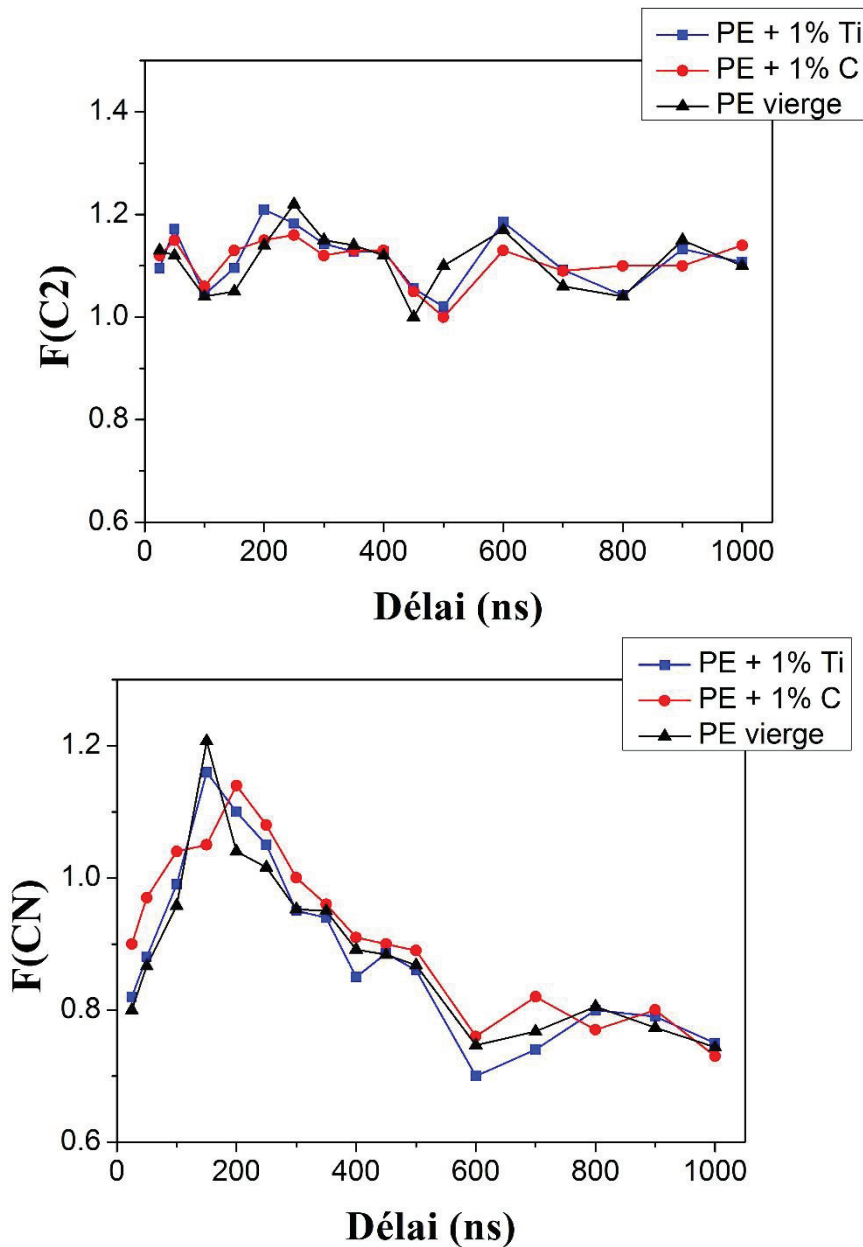 PE + 1% Ti
PE + 1% C
PE vierge
1.4
1.2
1.0
0.8
0.6
F(C2)
0 200 400 600 800 1000
Délai (ns)
PE + 1% Ti
PE + 1% C
PE vierge
1.2
1.0
0.8
0.6
F(CN)
0 200 400 600 800 1000
Délai (ns)